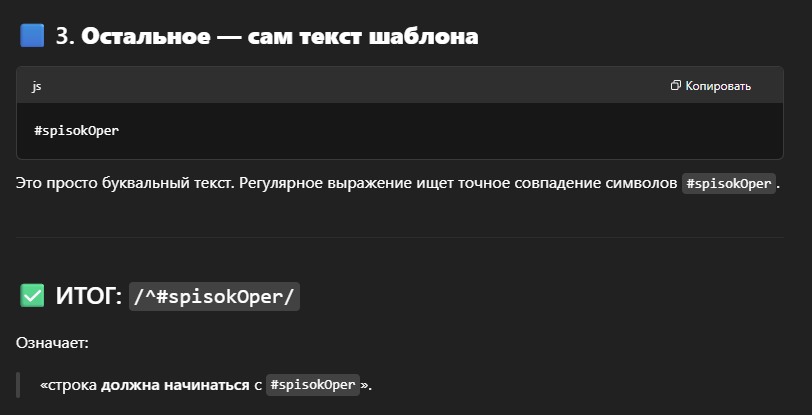 3. Остальное — сам текст шаблона
js Копировать
#spisokOper
Это просто буквальный текст. Регулярное выражение ищет точное совпадение символов #spisokOper.
ИТОГ: /^#spisokOper/
Означает:
«строка должна начинаться с #spisokOper».